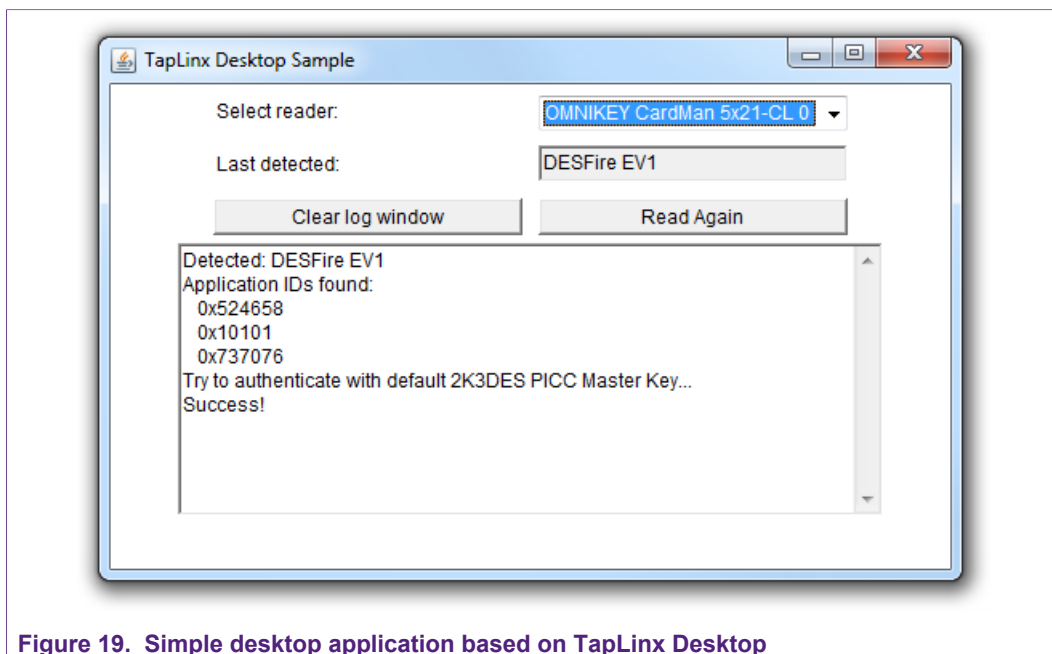 TapLinx Desktop Sample
Select reader: OMNIKEY CardMan 5x21-CL 0
Last detected: DESFire EV1
Clear log window Read Again
Detected: DESFire EV1
Application IDs found:
0x524658
0x10101
0x737076
Try to authenticate with default 2K3DES PICC Master Key...
Success!
Figure 19. Simple desktop application based on TapLinx Desktop